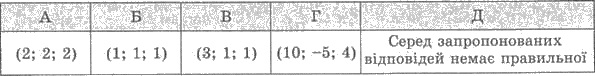 А Б В Г Д
(2; 2; 2) (1; 1; 1) (3; 1; 1) (10; −5; 4) Серед запропонованих
відповідей немає правильної